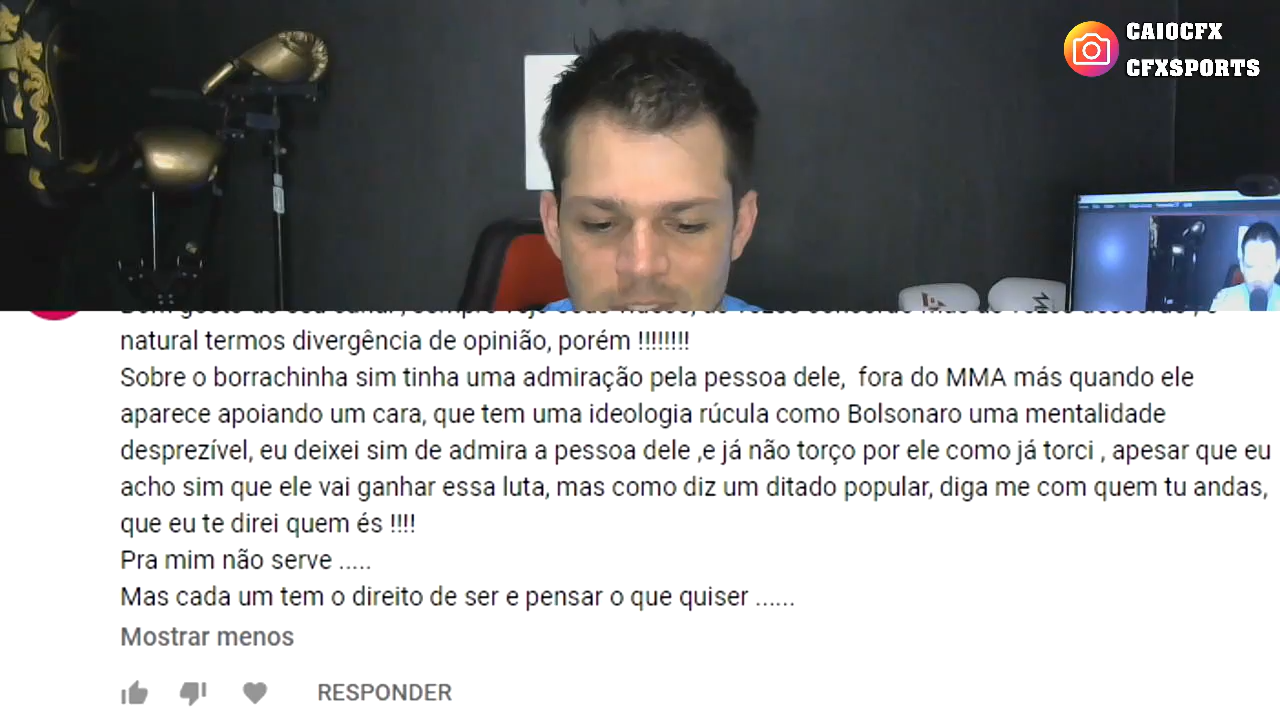 CAIOCFX
CFXSPORTS
natural termos divergência de opinião, porém !!!!!!!!
Sobre o borrachinha sim tinha uma admiração pela pessoa dele,  fora do MMA más quando ele
aparece apoiando um cara, que tem uma ideologia rúcula como Bolsonaro uma mentalidade
desprezível, eu deixei sim de admira a pessoa dele ,e já não torço por ele como já torci , apesar que eu
acho sim que ele vai ganhar essa luta, mas como diz um ditado popular, diga me com quem tu andas,
que eu te direi quem és !!!!
Pra mim não serve .....
Mas cada um tem o direito de ser e pensar o que quiser ......
Mostrar menos
RESPONDER